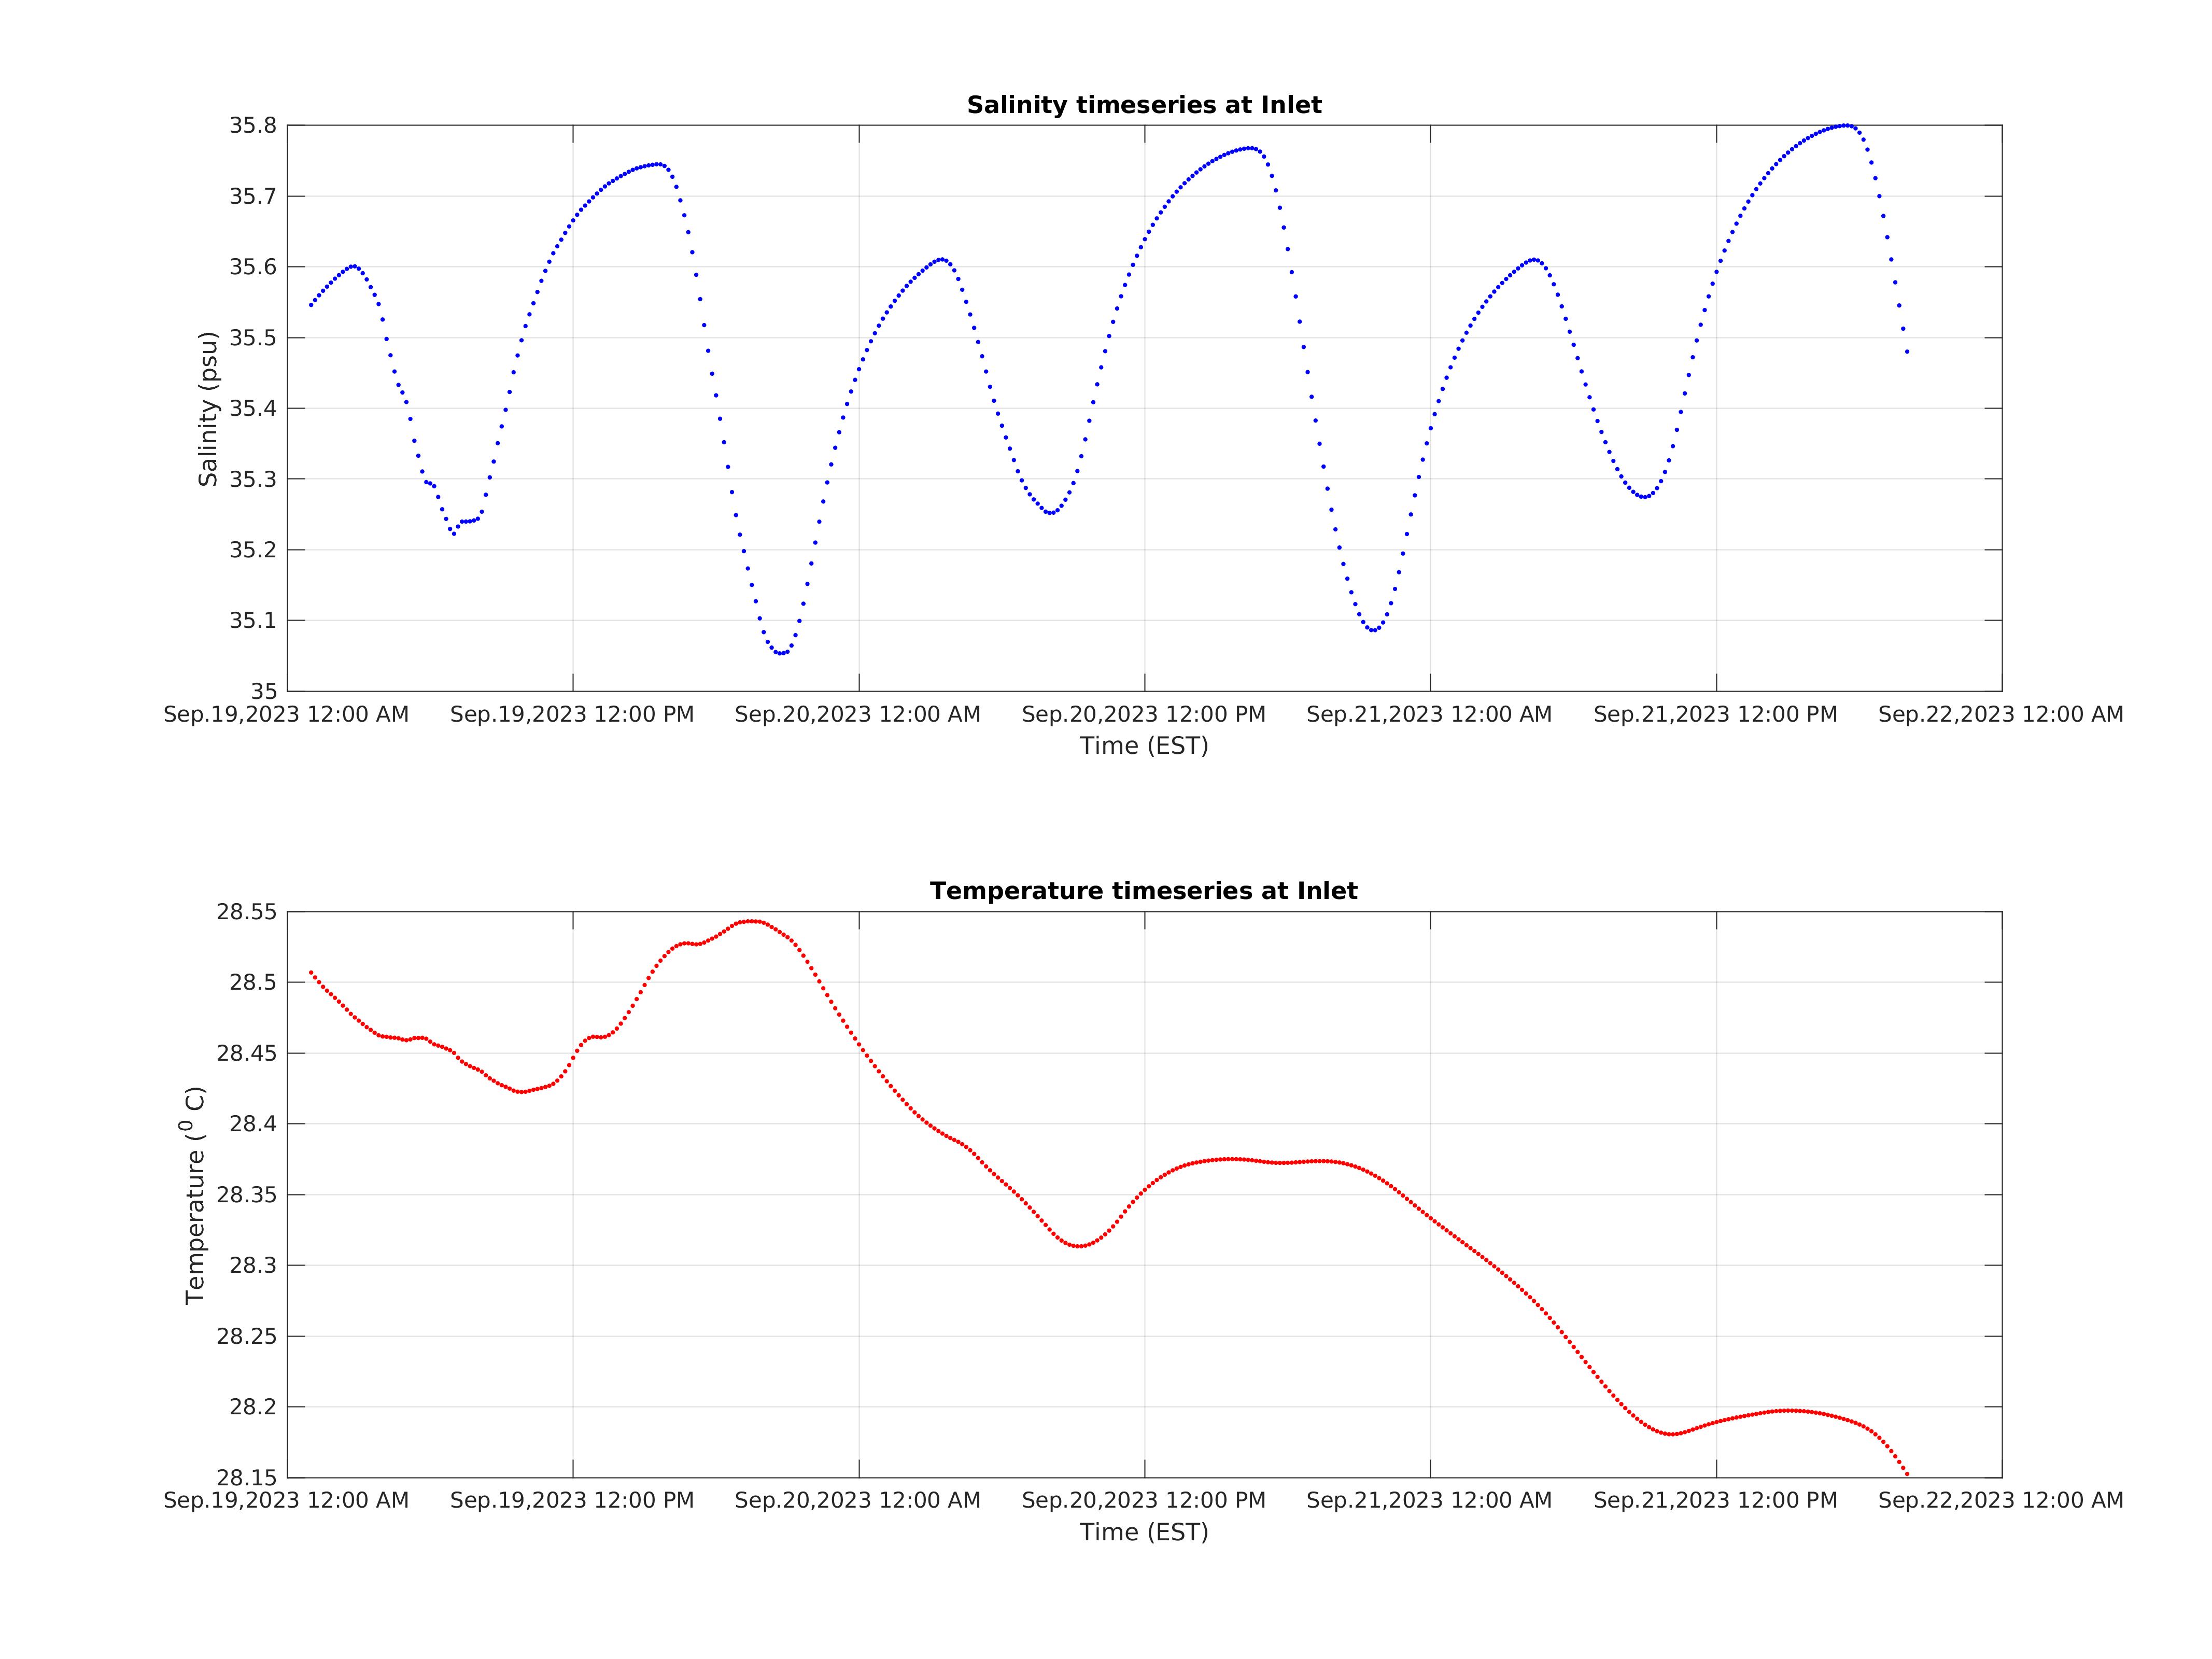 Salinity timeseries at Inlet
35.8
35.7
35.6
35.5
35.4
35.3
35.2
35.1
35
Salinity (psu)
Sep.19,2023 12:00 AM Sep.19,2023 12:00 PM Sep.20,2023 12:00 AM Sep.20,2023 12:00 PM Sep.21,2023 12:00 AM Sep.21,2023 12:00 PM Sep.22,2023 12:00 AM
Time (EST)
Temperature timeseries at Inlet
28.55
28.5
28.45
28.4
28.35
28.3
28.25
28.2
28.15
Temperature (⁰ C)
Sep.19,2023 12:00 AM Sep.19,2023 12:00 PM Sep.20,2023 12:00 AM Sep.20,2023 12:00 PM Sep.21,2023 12:00 AM Sep.21,2023 12:00 PM Sep.22,2023 12:00 AM
Time (EST)